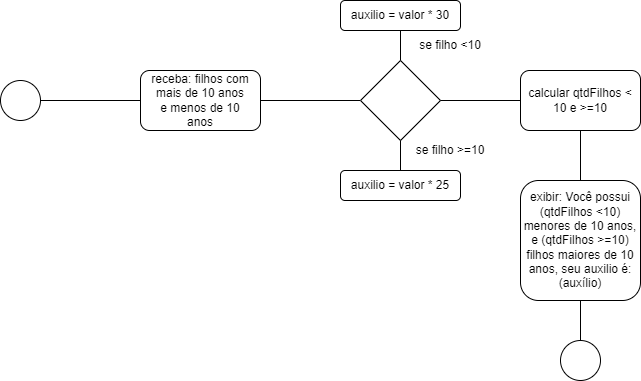 auxilio = valor * 30
se filho <10
receba: filhos com
mais de 10 anos
e menos de 10
anos
calcular qtdFilhos <
10 e >=10
se filho >=10
auxilio = valor * 25
exibir: Você possui
(qtdFilhos <10)
menores de 10 anos,
e (qtdFilhos >=10)
filhos maiores de 10
anos, seu auxilio é:
(auxílio)